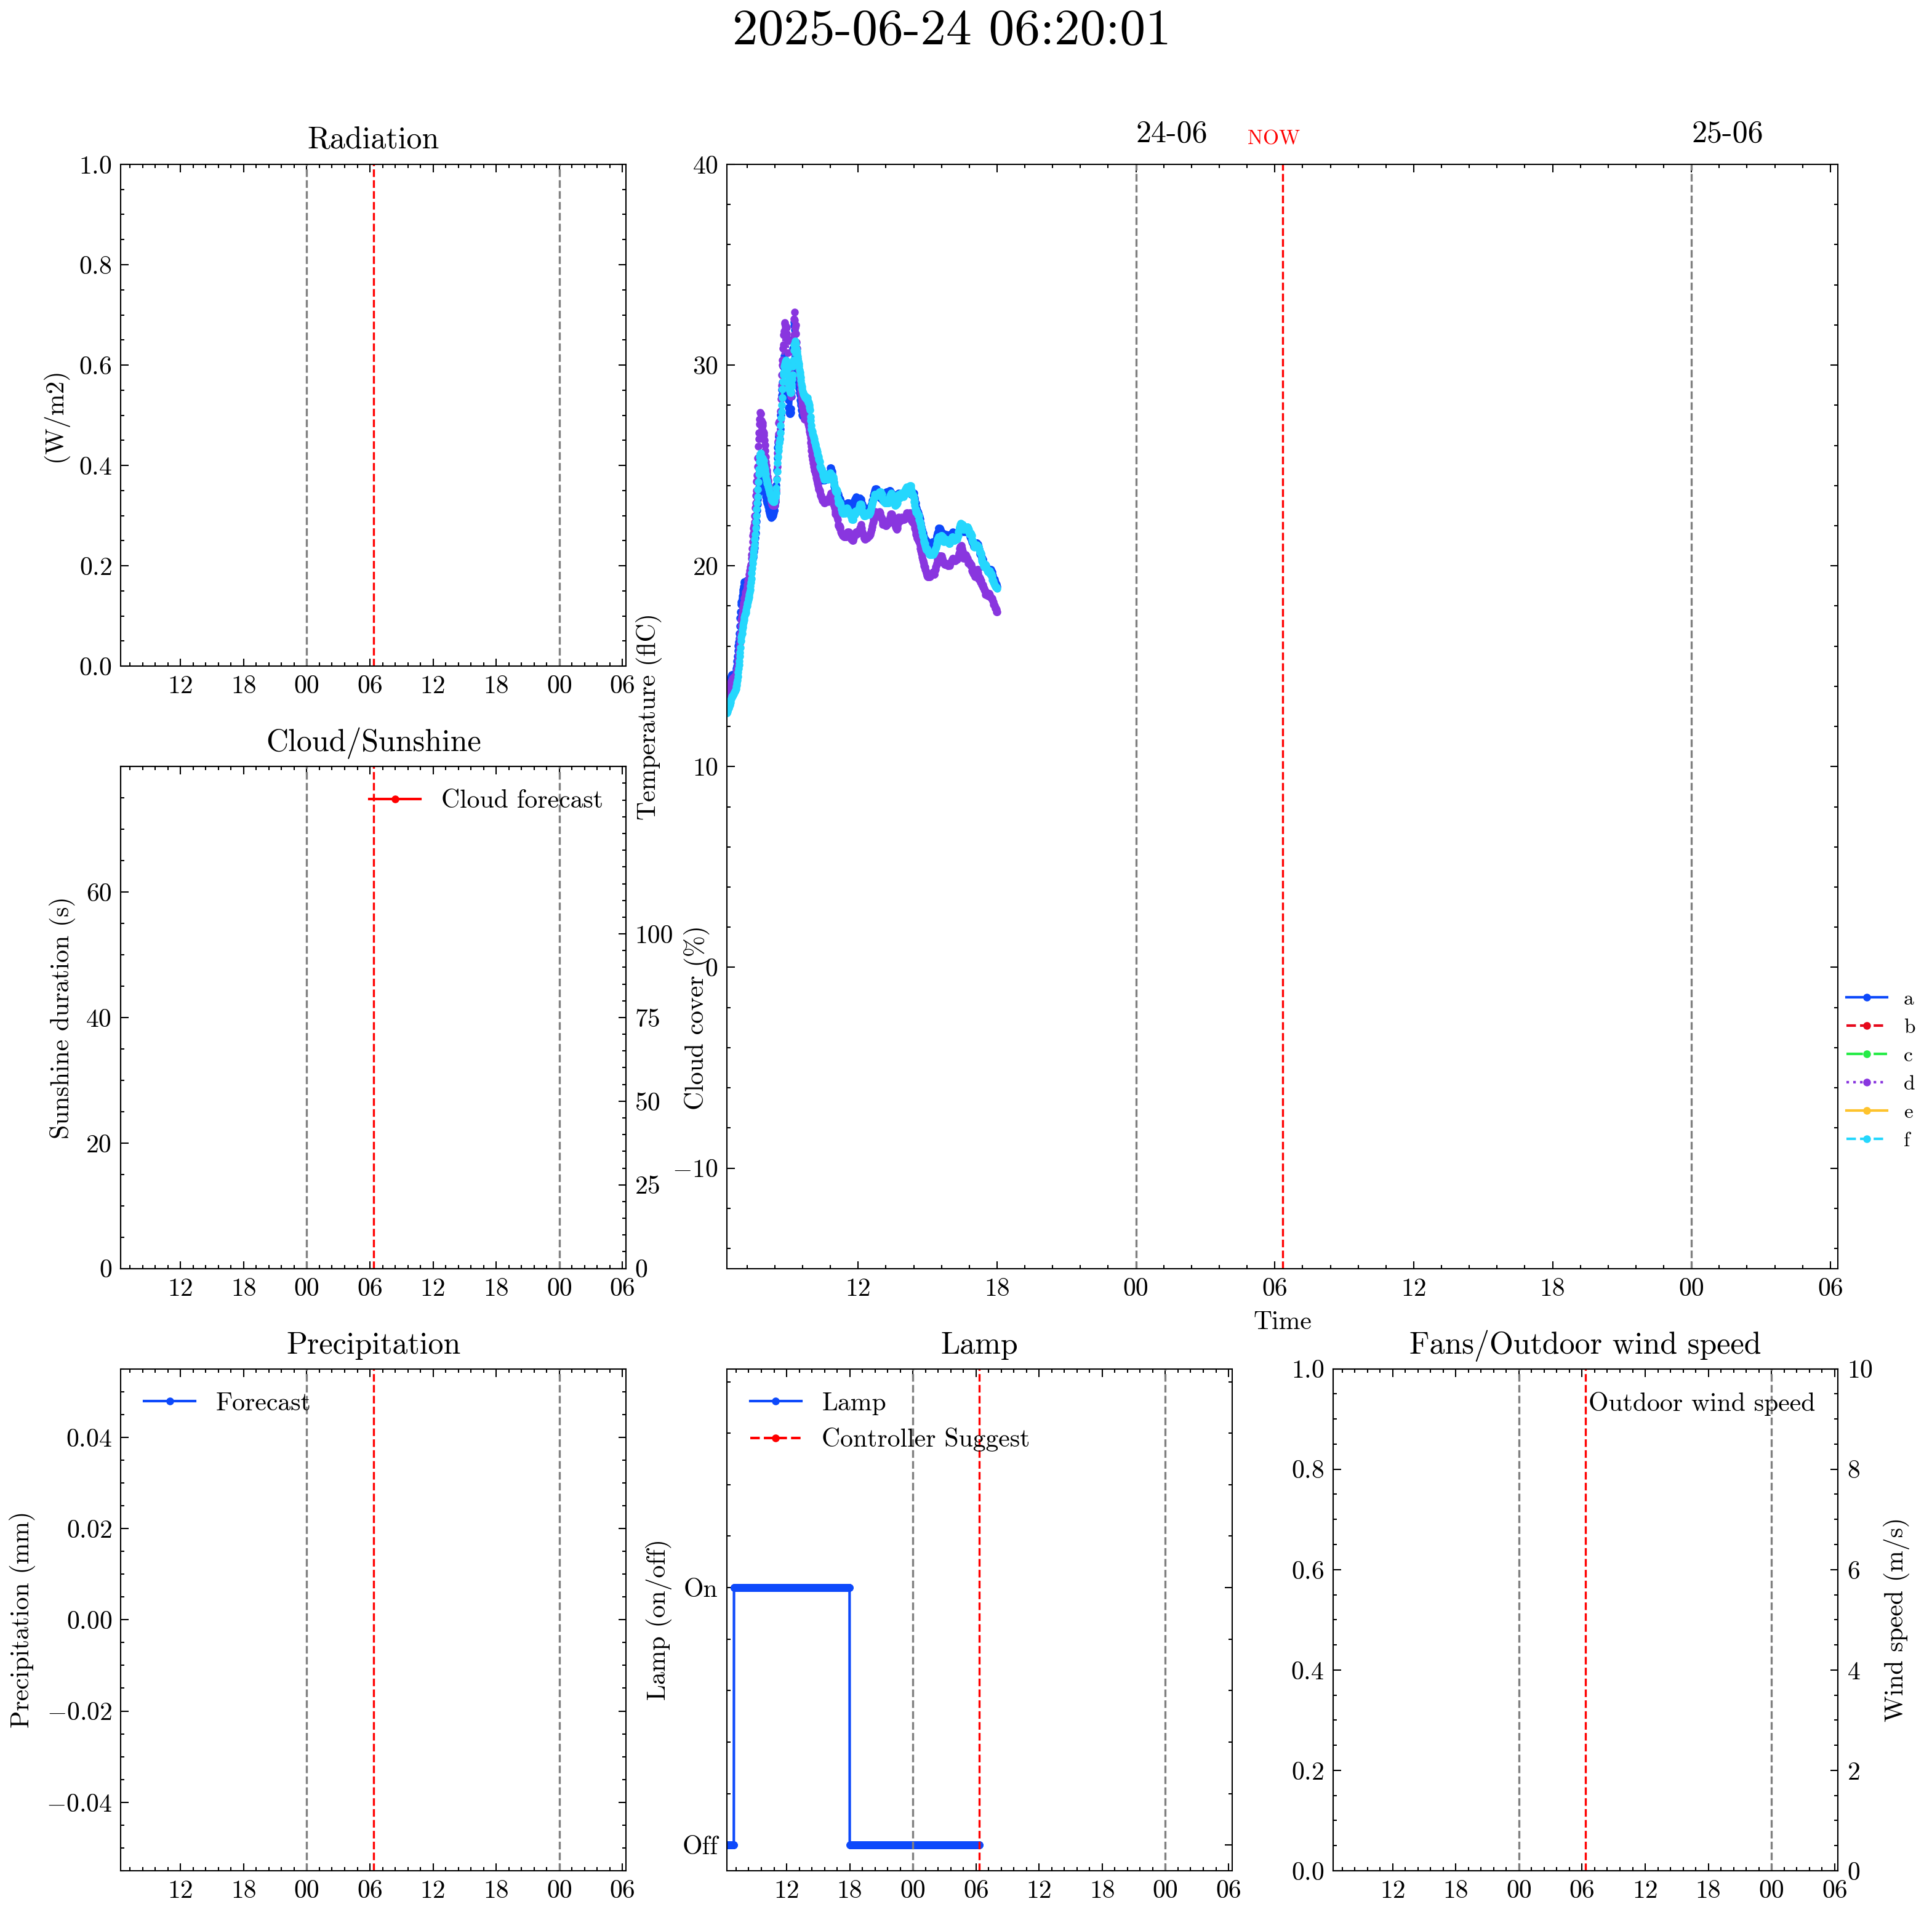 2025-06-24 06:20:01
Radiation
1.0
0.8
0.6
0.4
0.2
0.0
(W/m2)
12 18 00 06 12 18 00 06
24-06
NOW
25-06
40
30
20
10
0
−10
Temperature (flC)
12 18 00 06 12 18 00 06
Time
a
b
c
d
e
f
Cloud/Sunshine
Cloud forecast
60
40
20
0
Sunshine duration (s)
100
75
50
25
0
Cloud cover (%)
12 18 00 06 12 18 00 06
Precipitation
Forecast
0.04
0.02
0.00
−0.02
−0.04
Precipitation (mm)
12 18 00 06 12 18 00 06
Lamp
Lamp
Controller Suggest
On
Off
Lamp (on/off)
12 18 00 06 12 18 00 06
Fans/Outdoor wind speed
Outdoor wind speed
1.0
0.8
0.6
0.4
0.2
0.0
10
8
6
4
2
0
Wind speed (m/s)
12 18 00 06 12 18 00 06